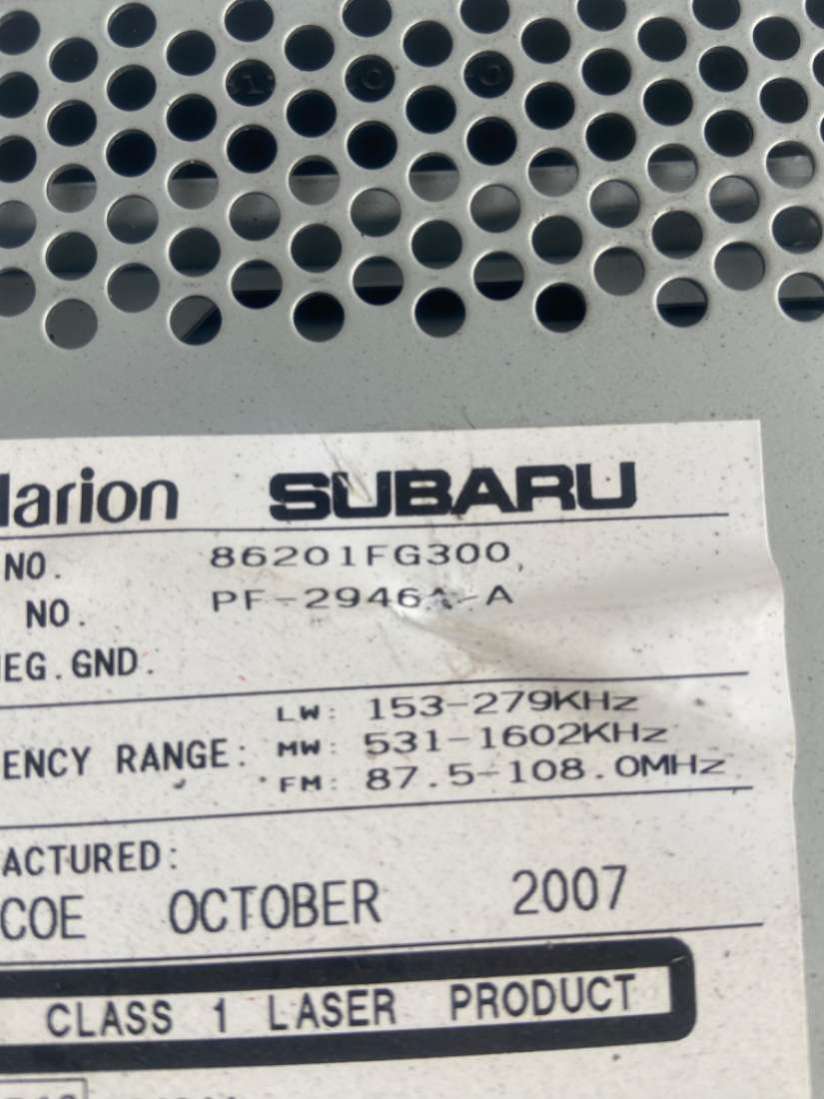 larion SUBARU
NO. 86201FG300
NO. PF-2946A-A
EG.GND.
LW: 153-279KHz
ENCY RANGE: MW: 531-1602KHz
FM: 87.5-108.0MHz
ACTURED:
COE OCTOBER 2007
CLASS 1 LASER PRODUCT